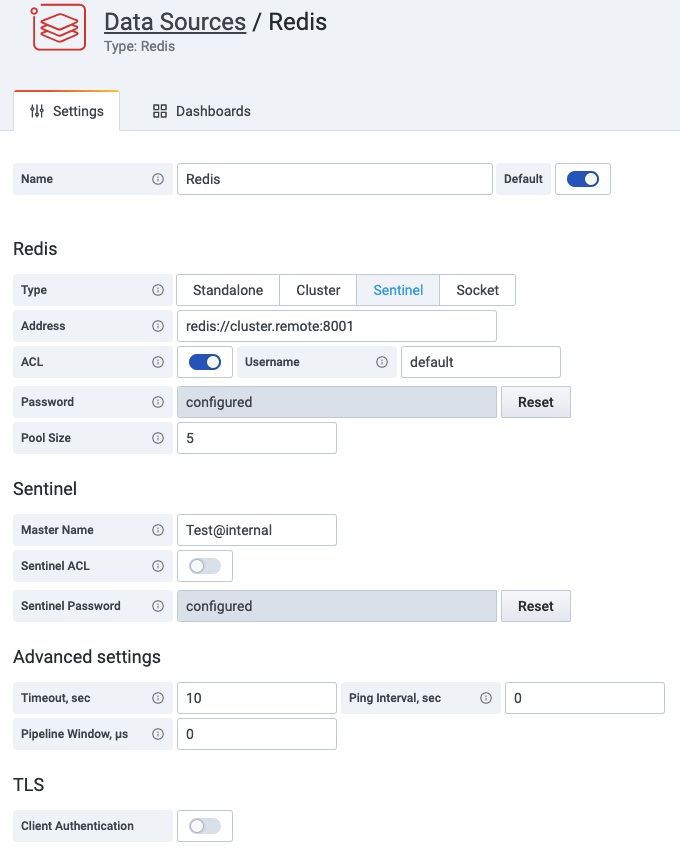 Data Sources / Redis
Type: Redis
Settings Dashboards
Name Redis Default
Redis
Type Standalone Cluster Sentinel Socket
Address redis://cluster.remote:8001
ACL Username default
Password configured Reset
Pool Size 5
Sentinel
Master Name Test@internal
Sentinel ACL
Sentinel Password configured Reset
Advanced settings
Timeout, sec 10 Ping Interval, sec 0
Pipeline Window, μs 0
TLS
Client Authentication